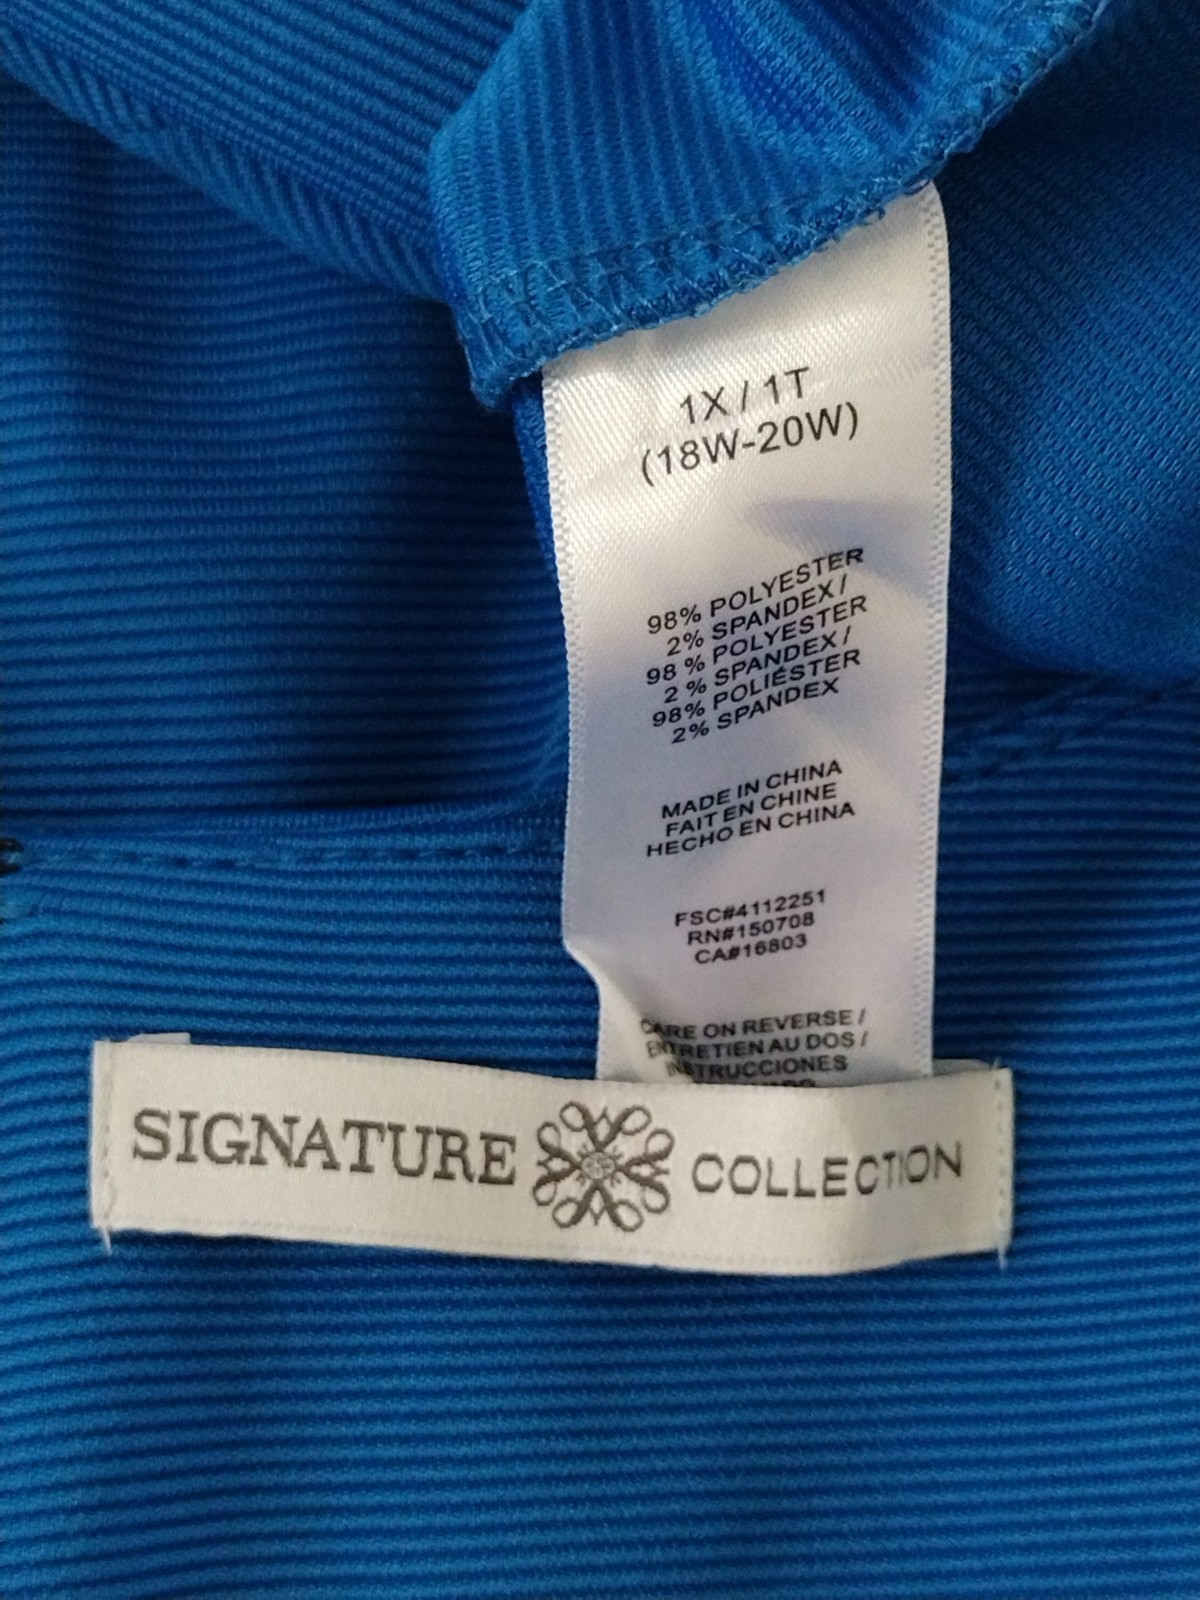 1X / 1T
(18W-20W)
98% POLYESTER
2% SPANDEX /
98 % POLYESTER
2 % SPANDEX /
98% POLIÉSTER
2% SPANDEX
MADE IN CHINA
FAIT EN CHINE
HECHO EN CHINA
FSC#4112251
RN#150708
CA#16803
CARE ON REVERSE /
ENTRETIEN AU DOS /
INSTRUCCIONES
SIGNATURE COLLECTION